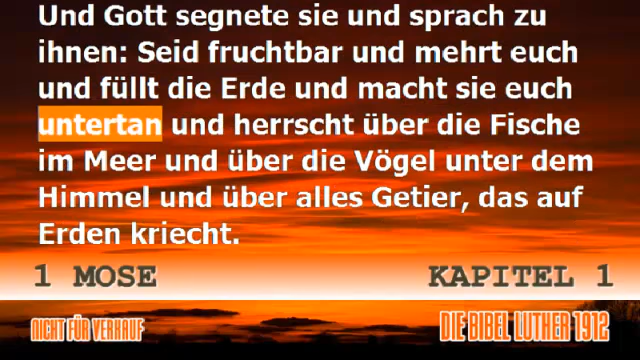 Und Gott segnete sie und sprach zu
ihnen: Seid fruchtbar und mehrt euch
und füllt die Erde und macht sie euch
untertan und herrscht über die Fische
im Meer und über die Vögel unter dem
Himmel und über alles Getier, das auf
Erden kriecht.
1 MOSE KAPITEL 1
NICHT FÜR VERKAUF DIE BIBEL LUTHER 1912